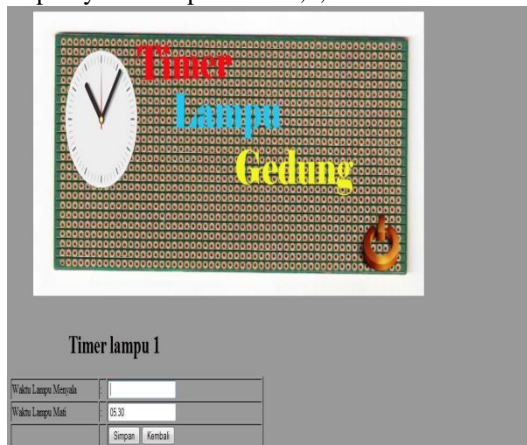 Timer
Lampu
Gedung
Timer lampu 1
Waktu Lampu Menyala :
Waktu Lampu Mati : 05.30
Simpan Kembali